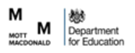 M
M
MOTT
MACDONALD
Department
for Education